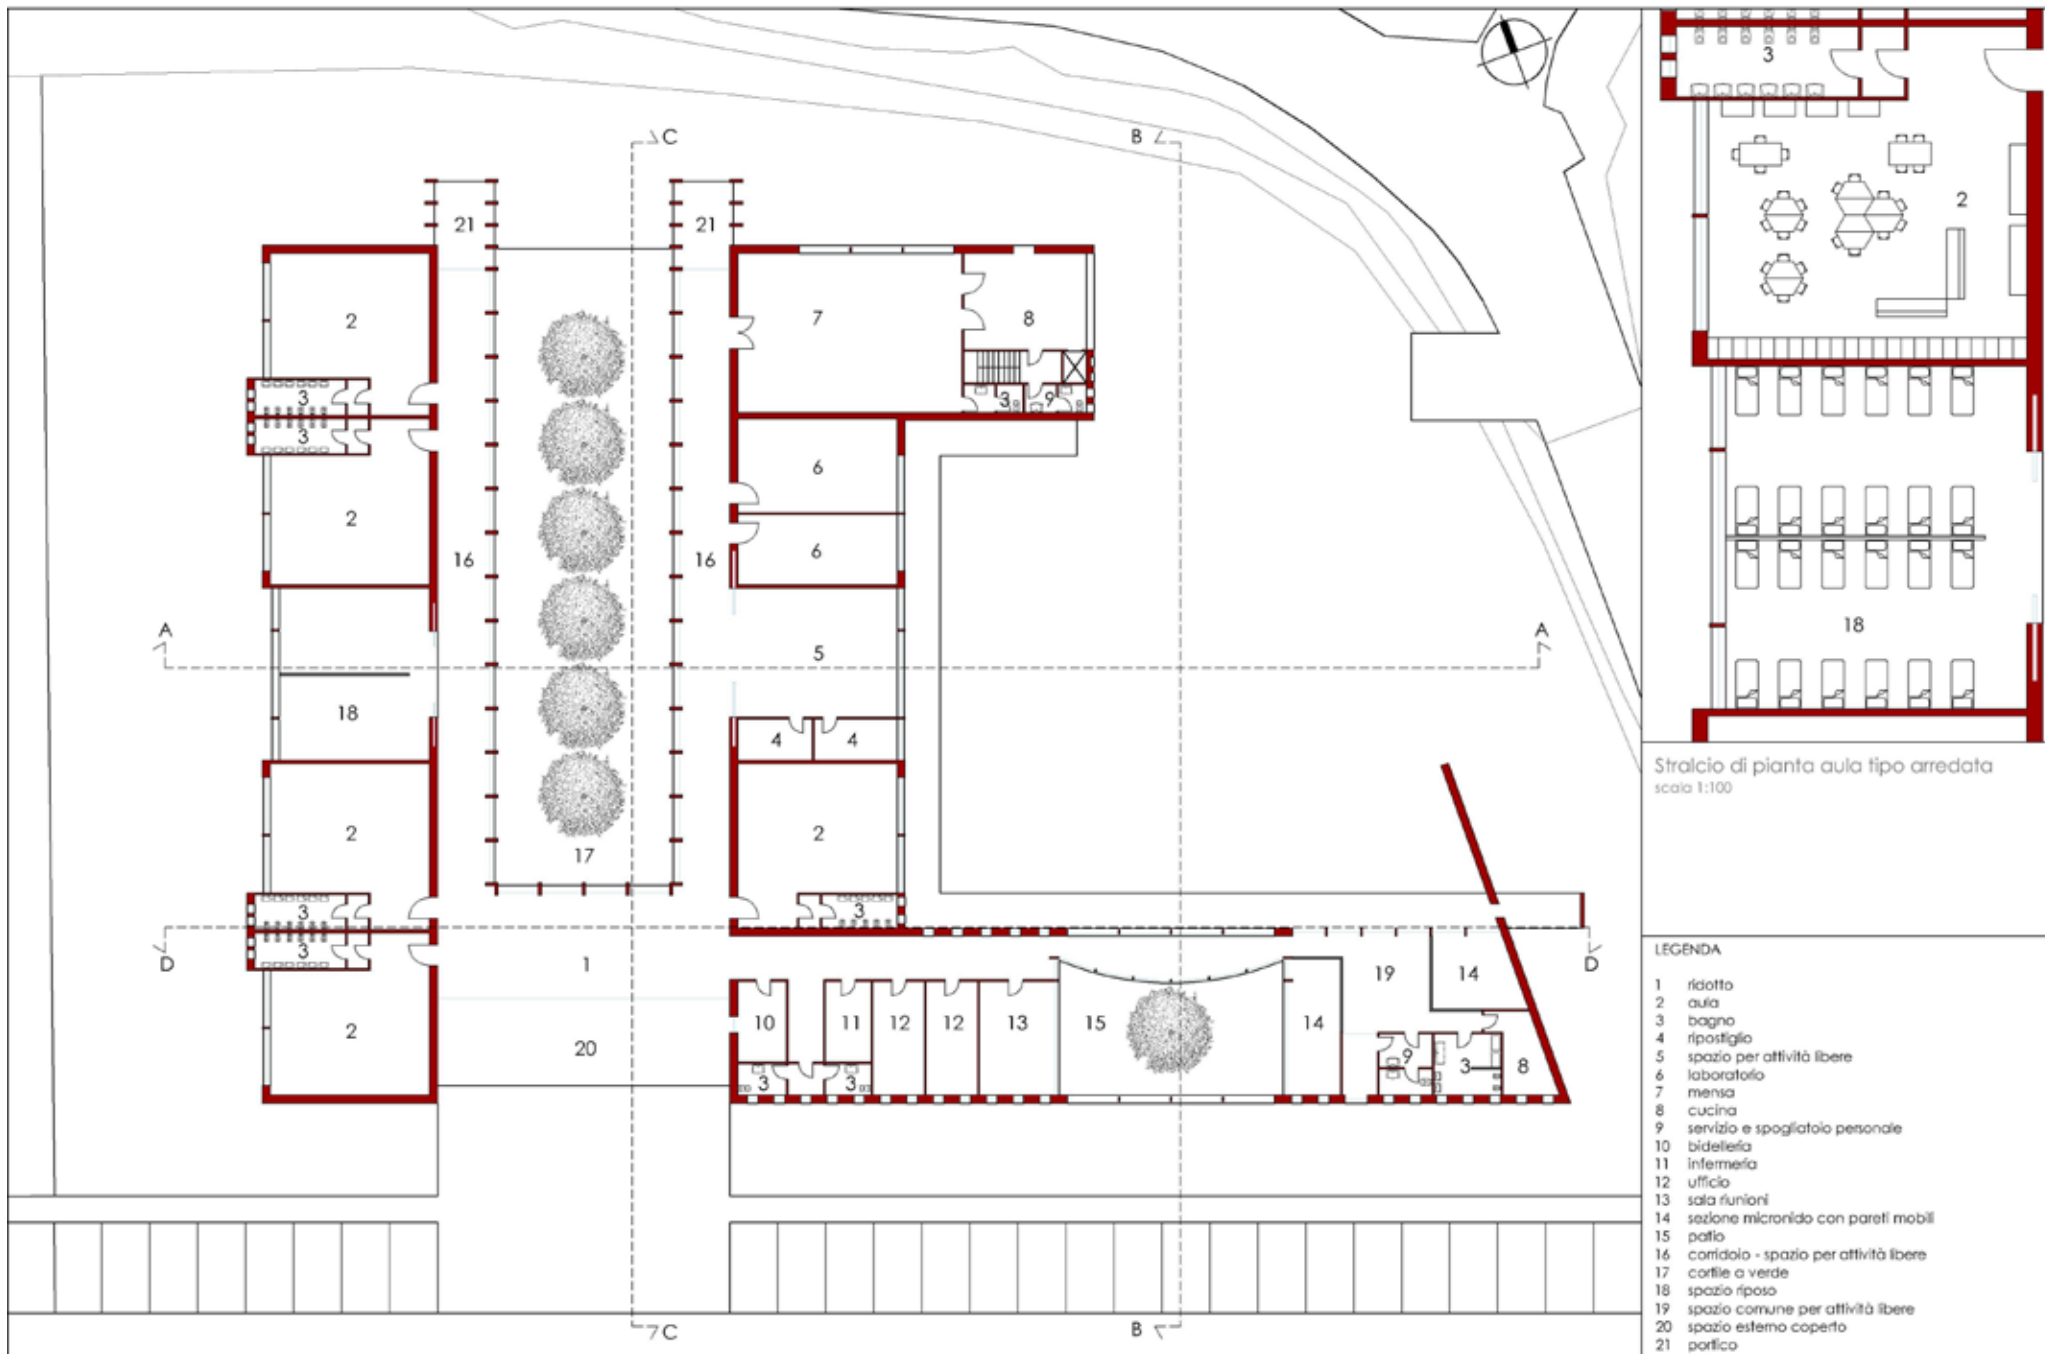 C
B
3
21
21
2
2
7
8
3
3
3
9
6
2
6
16
16
A
A
5
18
18
4
4
Stralcio di pianta aula tipo arredata
scala 1:100
2
2
17
3
3
3
D
D
1
19
14
2
10
11
12
12
13
15
14
20
9
3
8
3
3
C
B
LEGENDA
1 ridotto
2 aula
3 bagno
4 ripostiglio
5 spazio per attività libere
6 laboratorio
7 mensa
8 cucina
9 servizio e spogliatoio personale
10 bidelleria
11 infermeria
12 ufficio
13 sala riunioni
14 sezione micronido con pareti mobili
15 patio
16 corridoio - spazio per attività libere
17 cortile a verde
18 spazio riposo
19 spazio comune per attività libere
20 spazio esterno coperto
21 portico